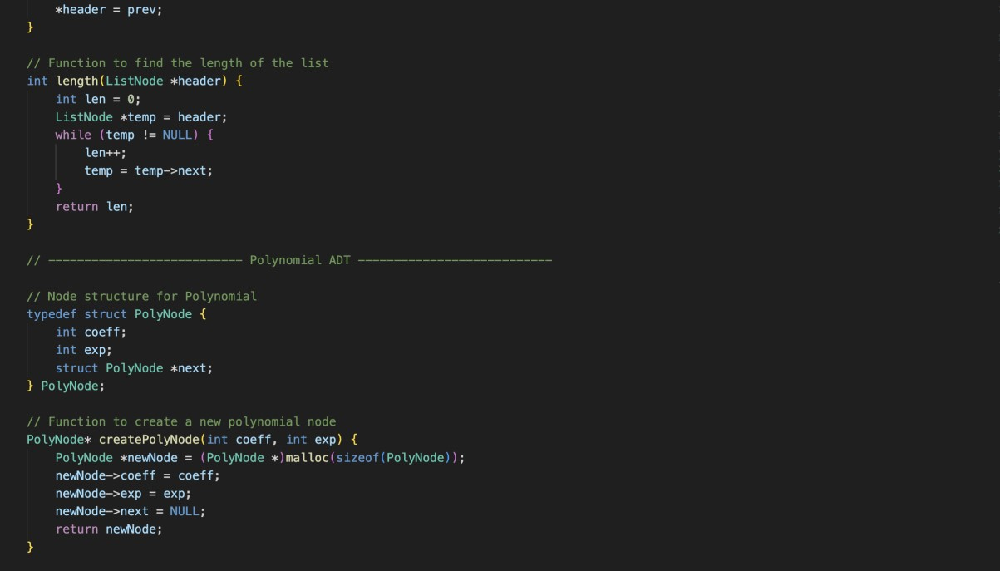 *header = prev;
}

// Function to find the length of the list
int length(ListNode *header) {
    int len = 0;
    ListNode *temp = header;
    while (temp != NULL) {
        len++;
        temp = temp->next;
    }
    return len;
}

// --------------------------- Polynomial ADT ---------------------------

// Node structure for Polynomial
typedef struct PolyNode {
    int coeff;
    int exp;
    struct PolyNode *next;
} PolyNode;

// Function to create a new polynomial node
PolyNode* createPolyNode(int coeff, int exp) {
    PolyNode *newNode = (PolyNode *)malloc(sizeof(PolyNode));
    newNode->coeff = coeff;
    newNode->exp = exp;
    newNode->next = NULL;
    return newNode;
}